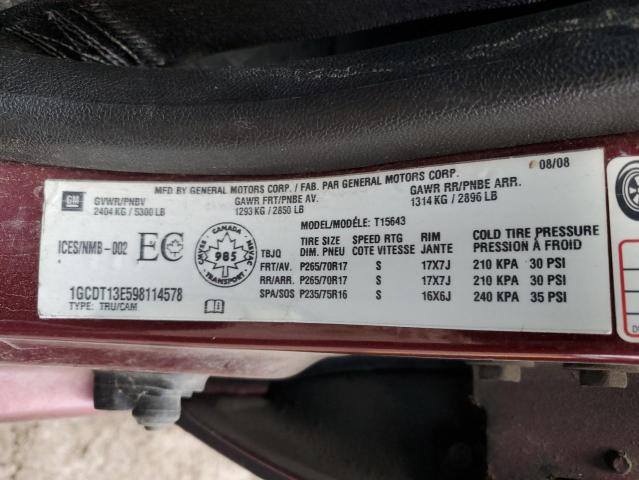 MFD BY GENERAL MOTORS CORP. / FAB. PAR GENERAL MOTORS CORP.
08/08
GM
GVWR/PNBV
2404 KG / 5300 LB
GAWR FRT/PNBE AV.
1293 KG / 2850 LB
GAWR RR/PNBE ARR.
1314 KG / 2896 LB
MODEL/MODÉLE: T15643
ICES/NMB-002
EC
CANADA
SVMAC NSVAC
985
TRANSPORT
TBJQ
TIRE SIZE SPEED RTG RIM COLD TIRE PRESSURE
DIM. PNEU COTE VITESSE JANTE PRESSION À FROID
FRT/AV. P265/70R17 S 17X7J 210 KPA 30 PSI
RR/ARR. P265/70R17 S 17X7J 210 KPA 30 PSI
SPA/SOS P235/75R16 S 16X6J 240 KPA 35 PSI
1GCDT13E598114578
TYPE: TRU/CAM